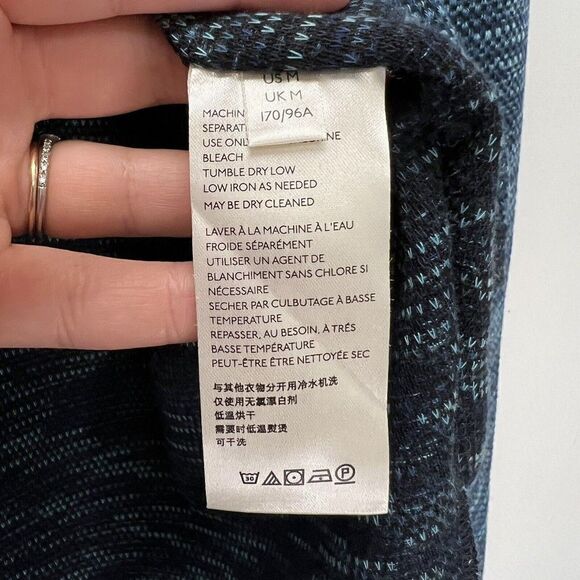 US M
UK M
170/96A
MACHIN
SEPARAT
USE ONL NE
BLEACH
TUMBLE DRY LOW
LOW IRON AS NEEDED
MAY BE DRY CLEANED
LAVER À LA MACHINE À L'EAU
FROIDE SÉPARÉMENT
UTILISER UN AGENT DE
BLANCHIMENT SANS CHLORE SI
NÉCESSAIRE
SECHER PAR CULBUTAGE À BASSE
TEMPERATURE
REPASSER, AU BESOIN, À TRÉS
BASSE TEMPÉRATURE
PEUT-ÊTRE ÊTRE NETTOYÉE SEC
与其他衣物分开用冷水机洗
仅使用无氯漂白剂
低温烘干
需要时低温熨烫
可干洗
30 P